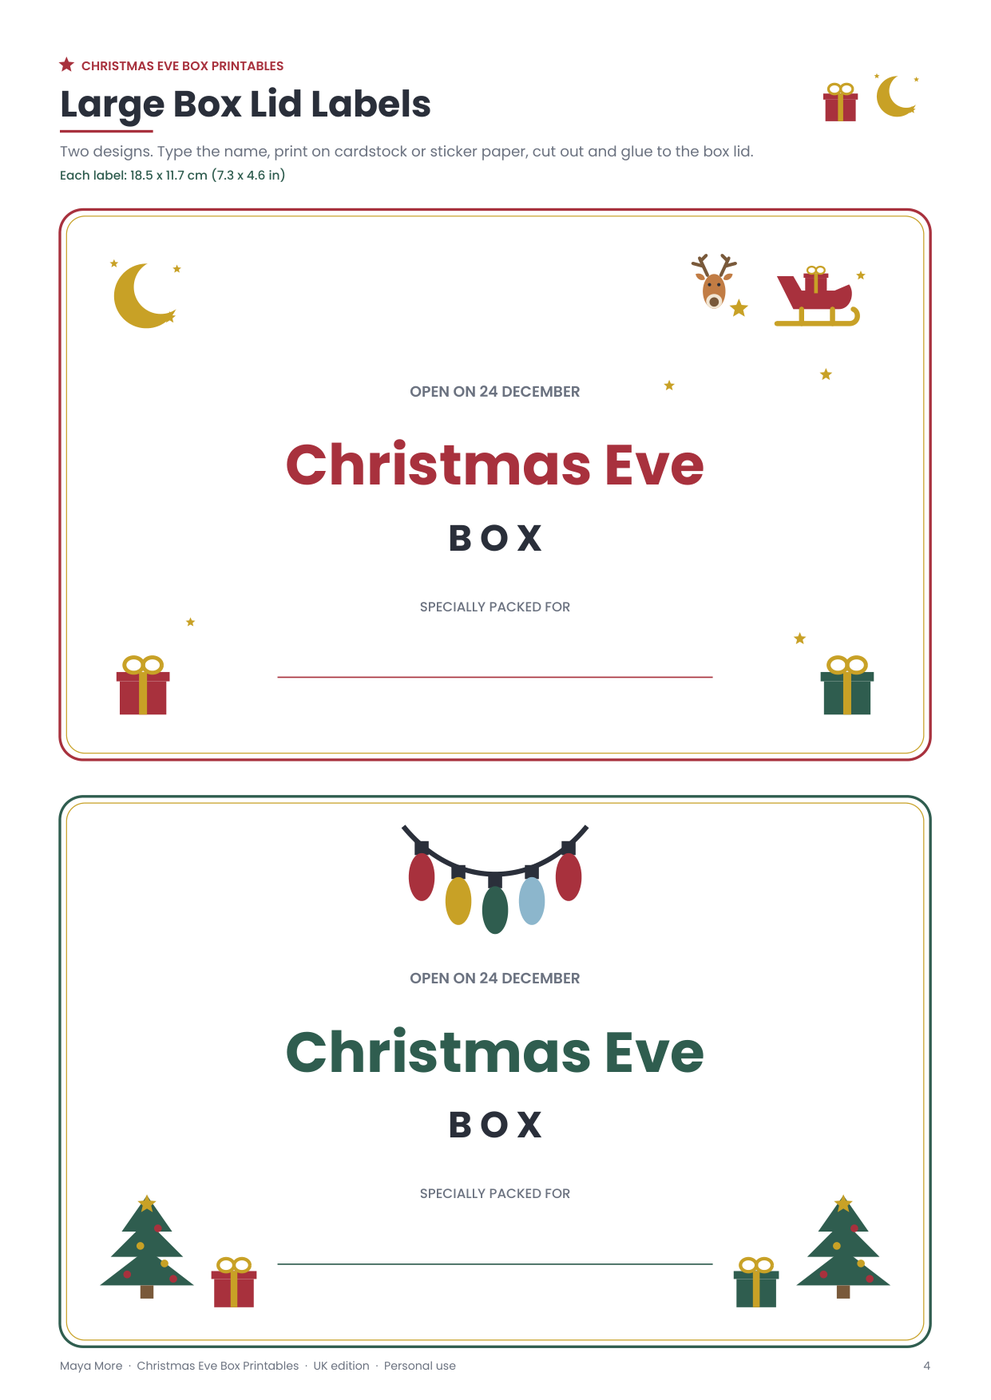 CHRISTMAS EVE BOX PRINTABLES
Large Box Lid Labels
Two designs. Type the name, print on cardstock or sticker paper, cut out and glue to the box lid.
Each label: 18.5 x 11.7 cm (7.3 x 4.6 in)
OPEN ON 24 DECEMBER
Christmas Eve
BOX
SPECIALLY PACKED FOR
OPEN ON 24 DECEMBER
Christmas Eve
BOX
SPECIALLY PACKED FOR
Maya More · Christmas Eve Box Printables · UK edition · Personal use 4